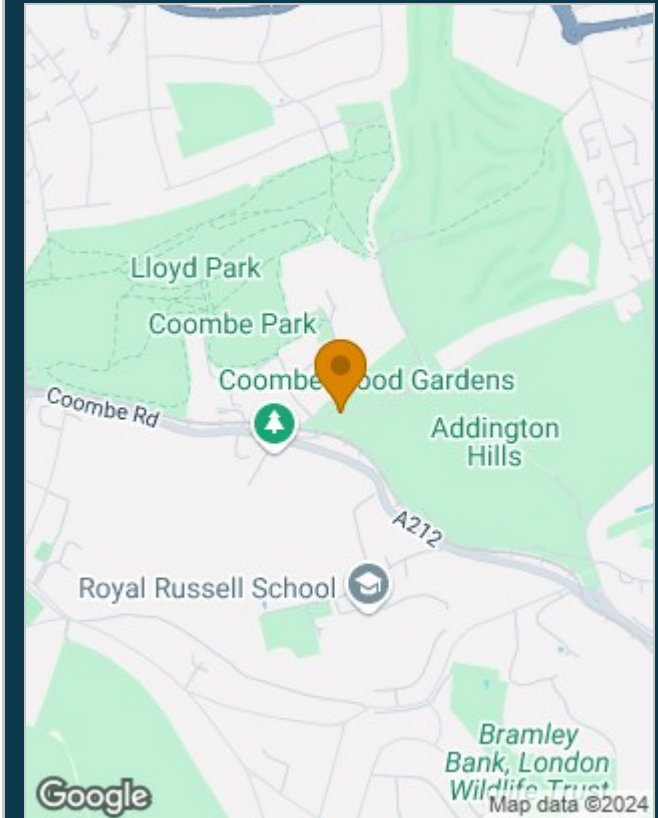 Lloyd Park
Coombe Park
Coombe Wood Gardens
Coombe Rd
Addington
Hills
A212
Royal Russell School
Bramley
Bank, London
Wildlife Trust
Google
Map data ©2024